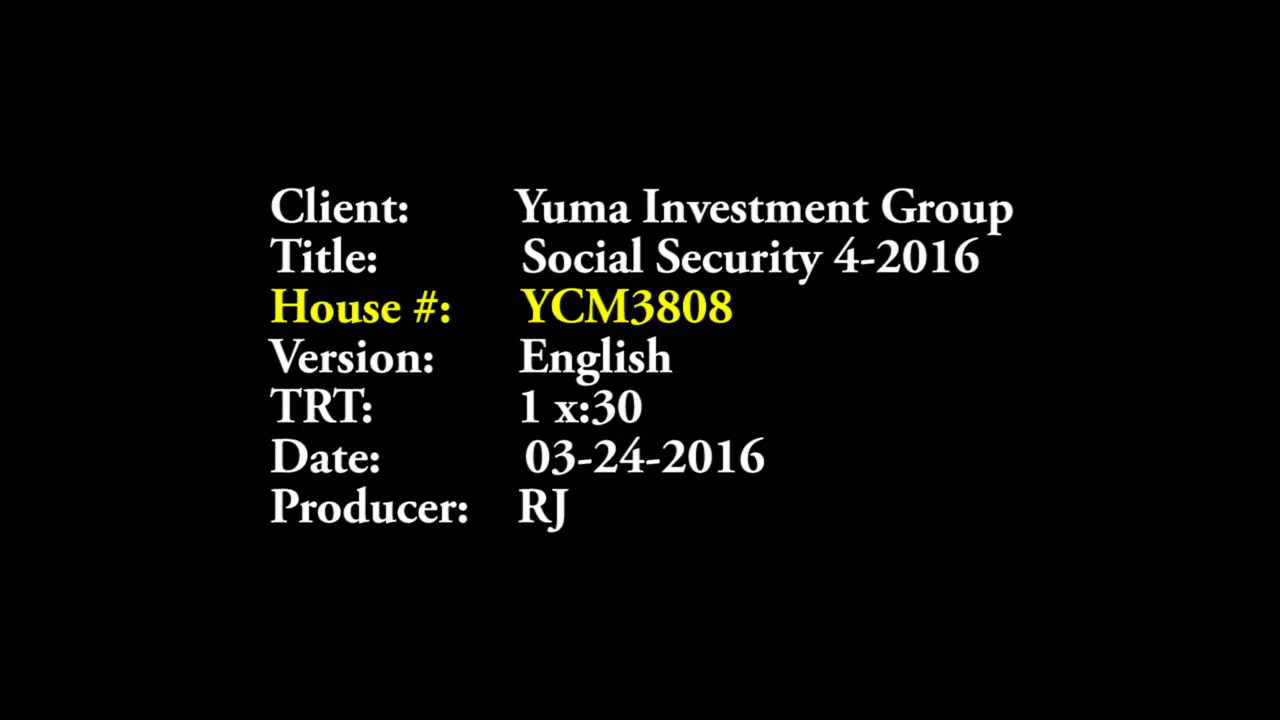 Client: Yuma Investment Group
Title: Social Security 4-2016
House #: YCM3808
Version: English
TRT: 1 x:30
Date: 03-24-2016
Producer: RJ